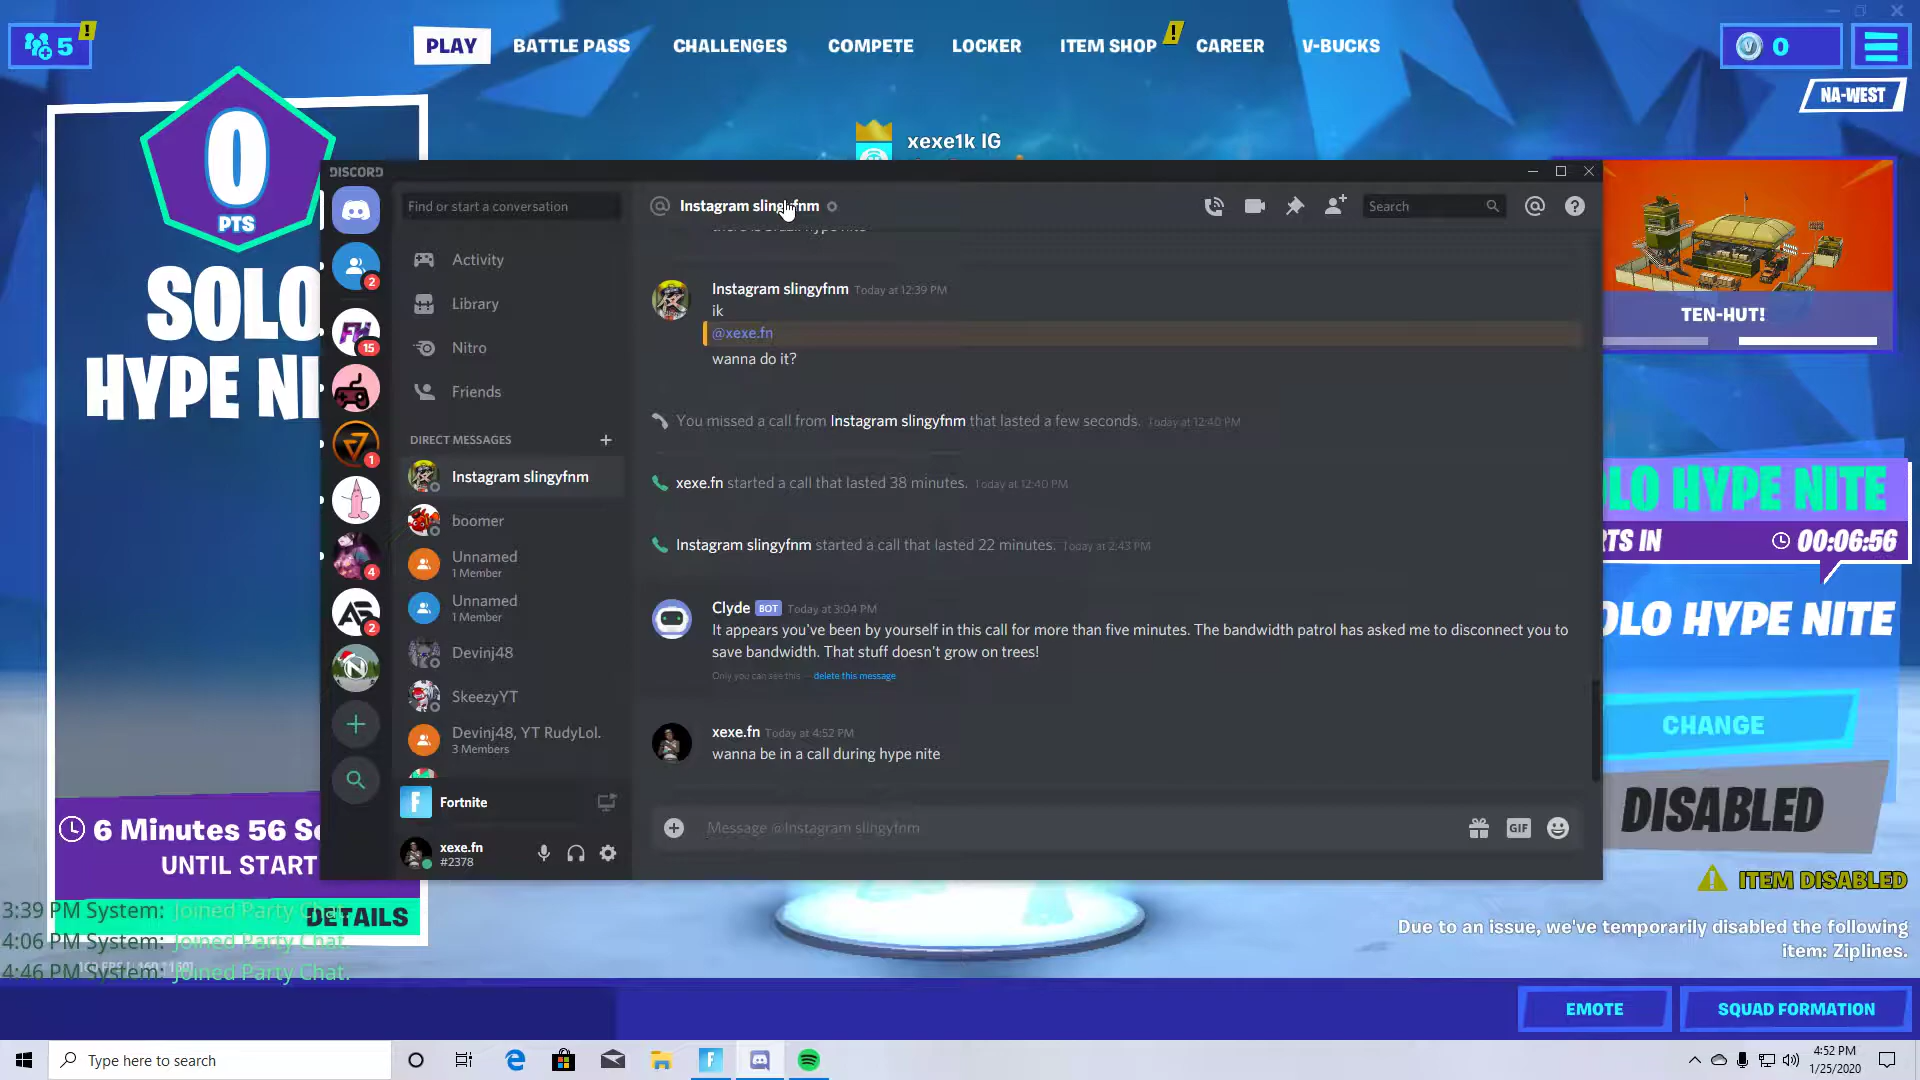 5
!
PLAY
BATTLE PASS
CHALLENGES
COMPETE
LOCKER
ITEM SHOP
!
CAREER
V-BUCKS
0
NA-WEST
xexe1k IG
0
PTS
SOLO
HYPE NI
6 Minutes 56 Se
UNTIL START
DETAILS
3:39 PM System: Joined Party Chat.
4:06 PM System: Joined Party Chat.
4:46 PM System: Joined Party Chat.
DISCORD
Find or start a conversation
2
15
1
4
2
Activity
Library
Nitro
Friends
DIRECT MESSAGES
Instagram slingyfnm
boomer
Unnamed
1 Member
Unnamed
1 Member
Devinj48
SkeezyYT
Devinj48, YT RudyLol.
3 Members
Fortnite
xexe.fn
#2378
Instagram slingyfnm
Search
Instagram slingyfnm Today at 12:39 PM
ik
@xexe.fn
wanna do it?
You missed a call from Instagram slingyfnm that lasted a few seconds. Today at 12:40 PM
xexe.fn started a call that lasted 38 minutes. Today at 12:40 PM
Instagram slingyfnm started a call that lasted 22 minutes. Today at 2:43 PM
Clyde BOT Today at 3:04 PM
It appears you've been by yourself in this call for more than five minutes. The bandwidth patrol has asked me to disconnect you to
save bandwidth. That stuff doesn't grow on trees!
Only you can see this — delete this message
xexe.fn Today at 4:52 PM
wanna be in a call during hype nite
Message @Instagram slingyfnm
GIF
TEN-HUT!
OLO HYPE NITE
RTS IN
00:06:56
OLO HYPE NITE
CHANGE
DISABLED
ITEM DISABLED
Due to an issue, we've temporarily disabled the following
item: Ziplines.
EMOTE
SQUAD FORMATION
Type here to search
4:52 PM
1/25/2020